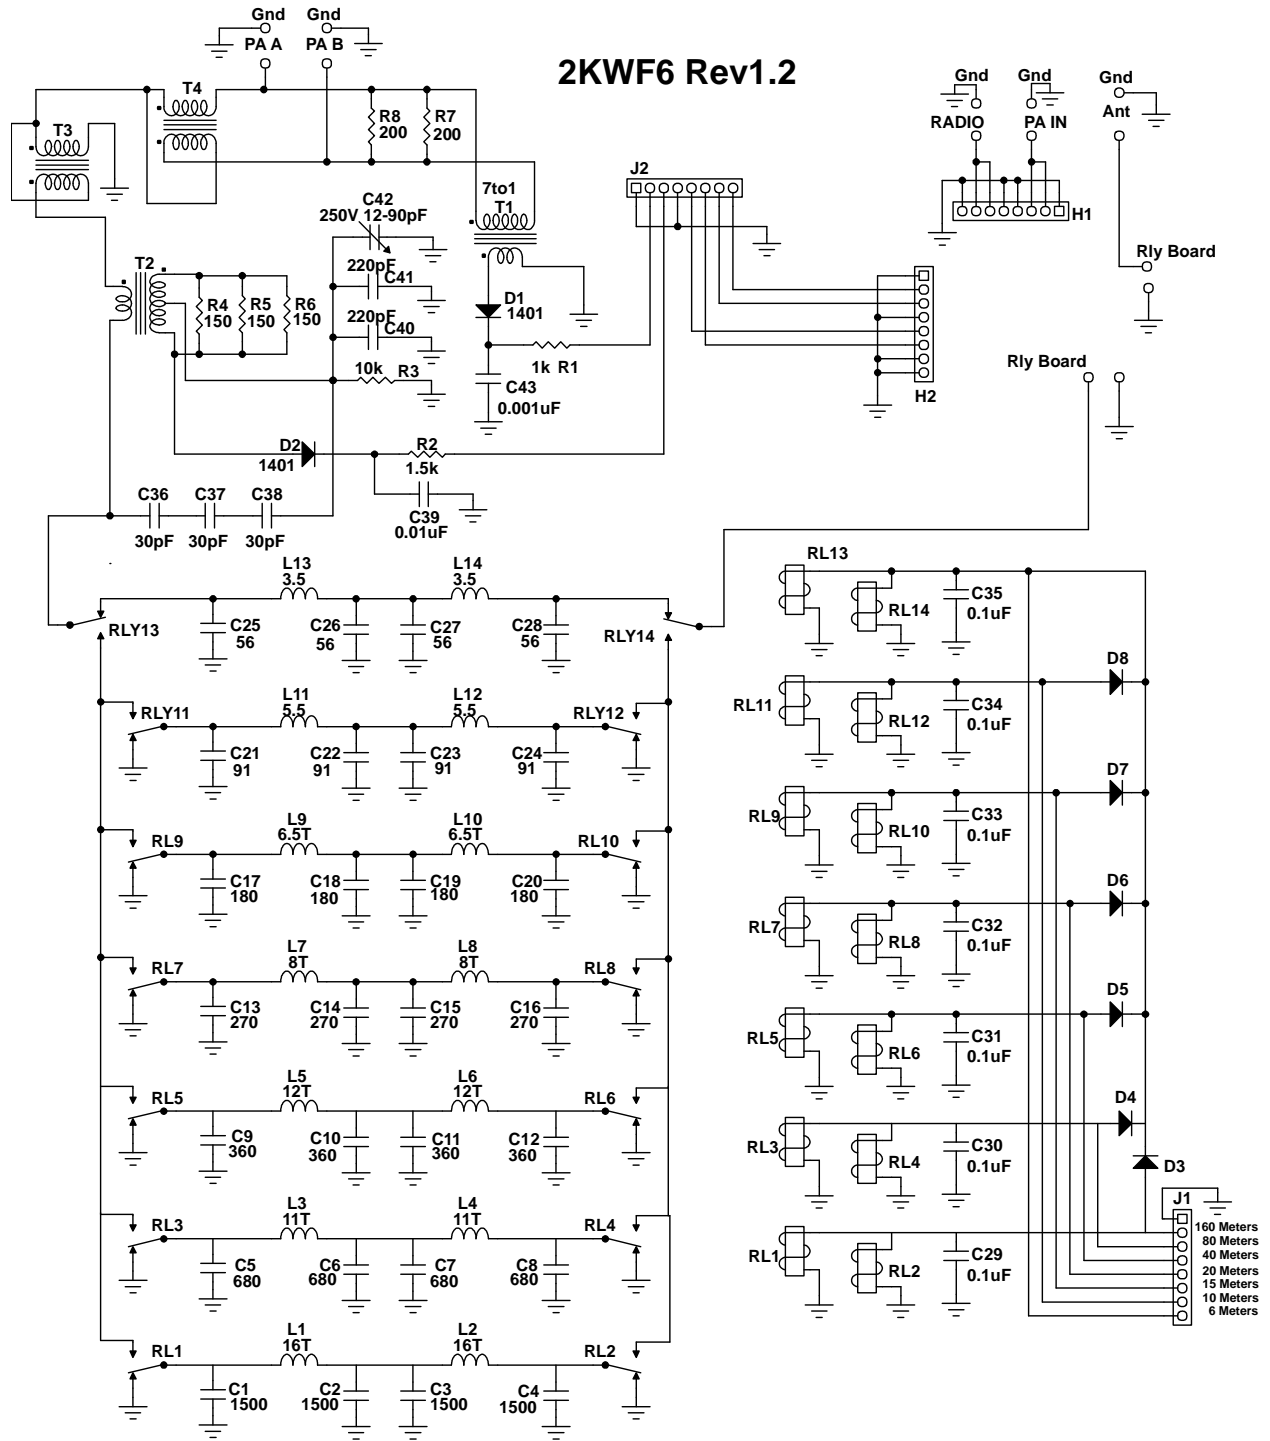 Gnd
Gnd
PA A
PA B
2KWF6 Rev1.2
Gnd
Gnd
Gnd
RADIO
PA IN
Ant
T4
T3
R8
200
R7
200
J2
7to1
T1
H1
C42
250V 12-90pF
Rly Board
T2
220pF
C41
R4
150
R5
150
R6
150
D1
1401
220pF
C40
10k
R3
1k R1
C43
0.001uF
Rly Board
H2
D2
1401
R2
1.5k
C39
0.01uF
C36
C37
C38
30pF
30pF
30pF
L13
3.5
L14
3.5
RLY13
C25
56
C26
56
C27
56
C28
56
RLY14
L11
5.5
L12
5.5
RLY11
C21
91
C22
91
C23
91
C24
91
RLY12
L9
6.5T
L10
6.5T
RL9
C17
180
C18
180
C19
180
C20
180
RL10
L7
8T
L8
8T
RL7
C13
270
C14
270
C15
270
C16
270
RL8
L5
12T
L6
12T
RL5
C9
360
C10
360
C11
360
C12
360
RL6
L3
11T
L4
11T
RL3
C5
680
C6
680
C7
680
C8
680
RL4
L1
16T
L2
16T
RL1
C1
1500
C2
1500
C3
1500
C4
1500
RL2
RL13
RL14
C35
0.1uF
RL11
RL12
C34
0.1uF
D8
RL9
RL10
C33
0.1uF
D7
RL7
RL8
C32
0.1uF
D6
RL5
RL6
C31
0.1uF
D5
RL3
RL4
C30
0.1uF
D4
D3
RL1
RL2
C29
0.1uF
J1
160 Meters
80 Meters
40 Meters
20 Meters
15 Meters
10 Meters
6 Meters